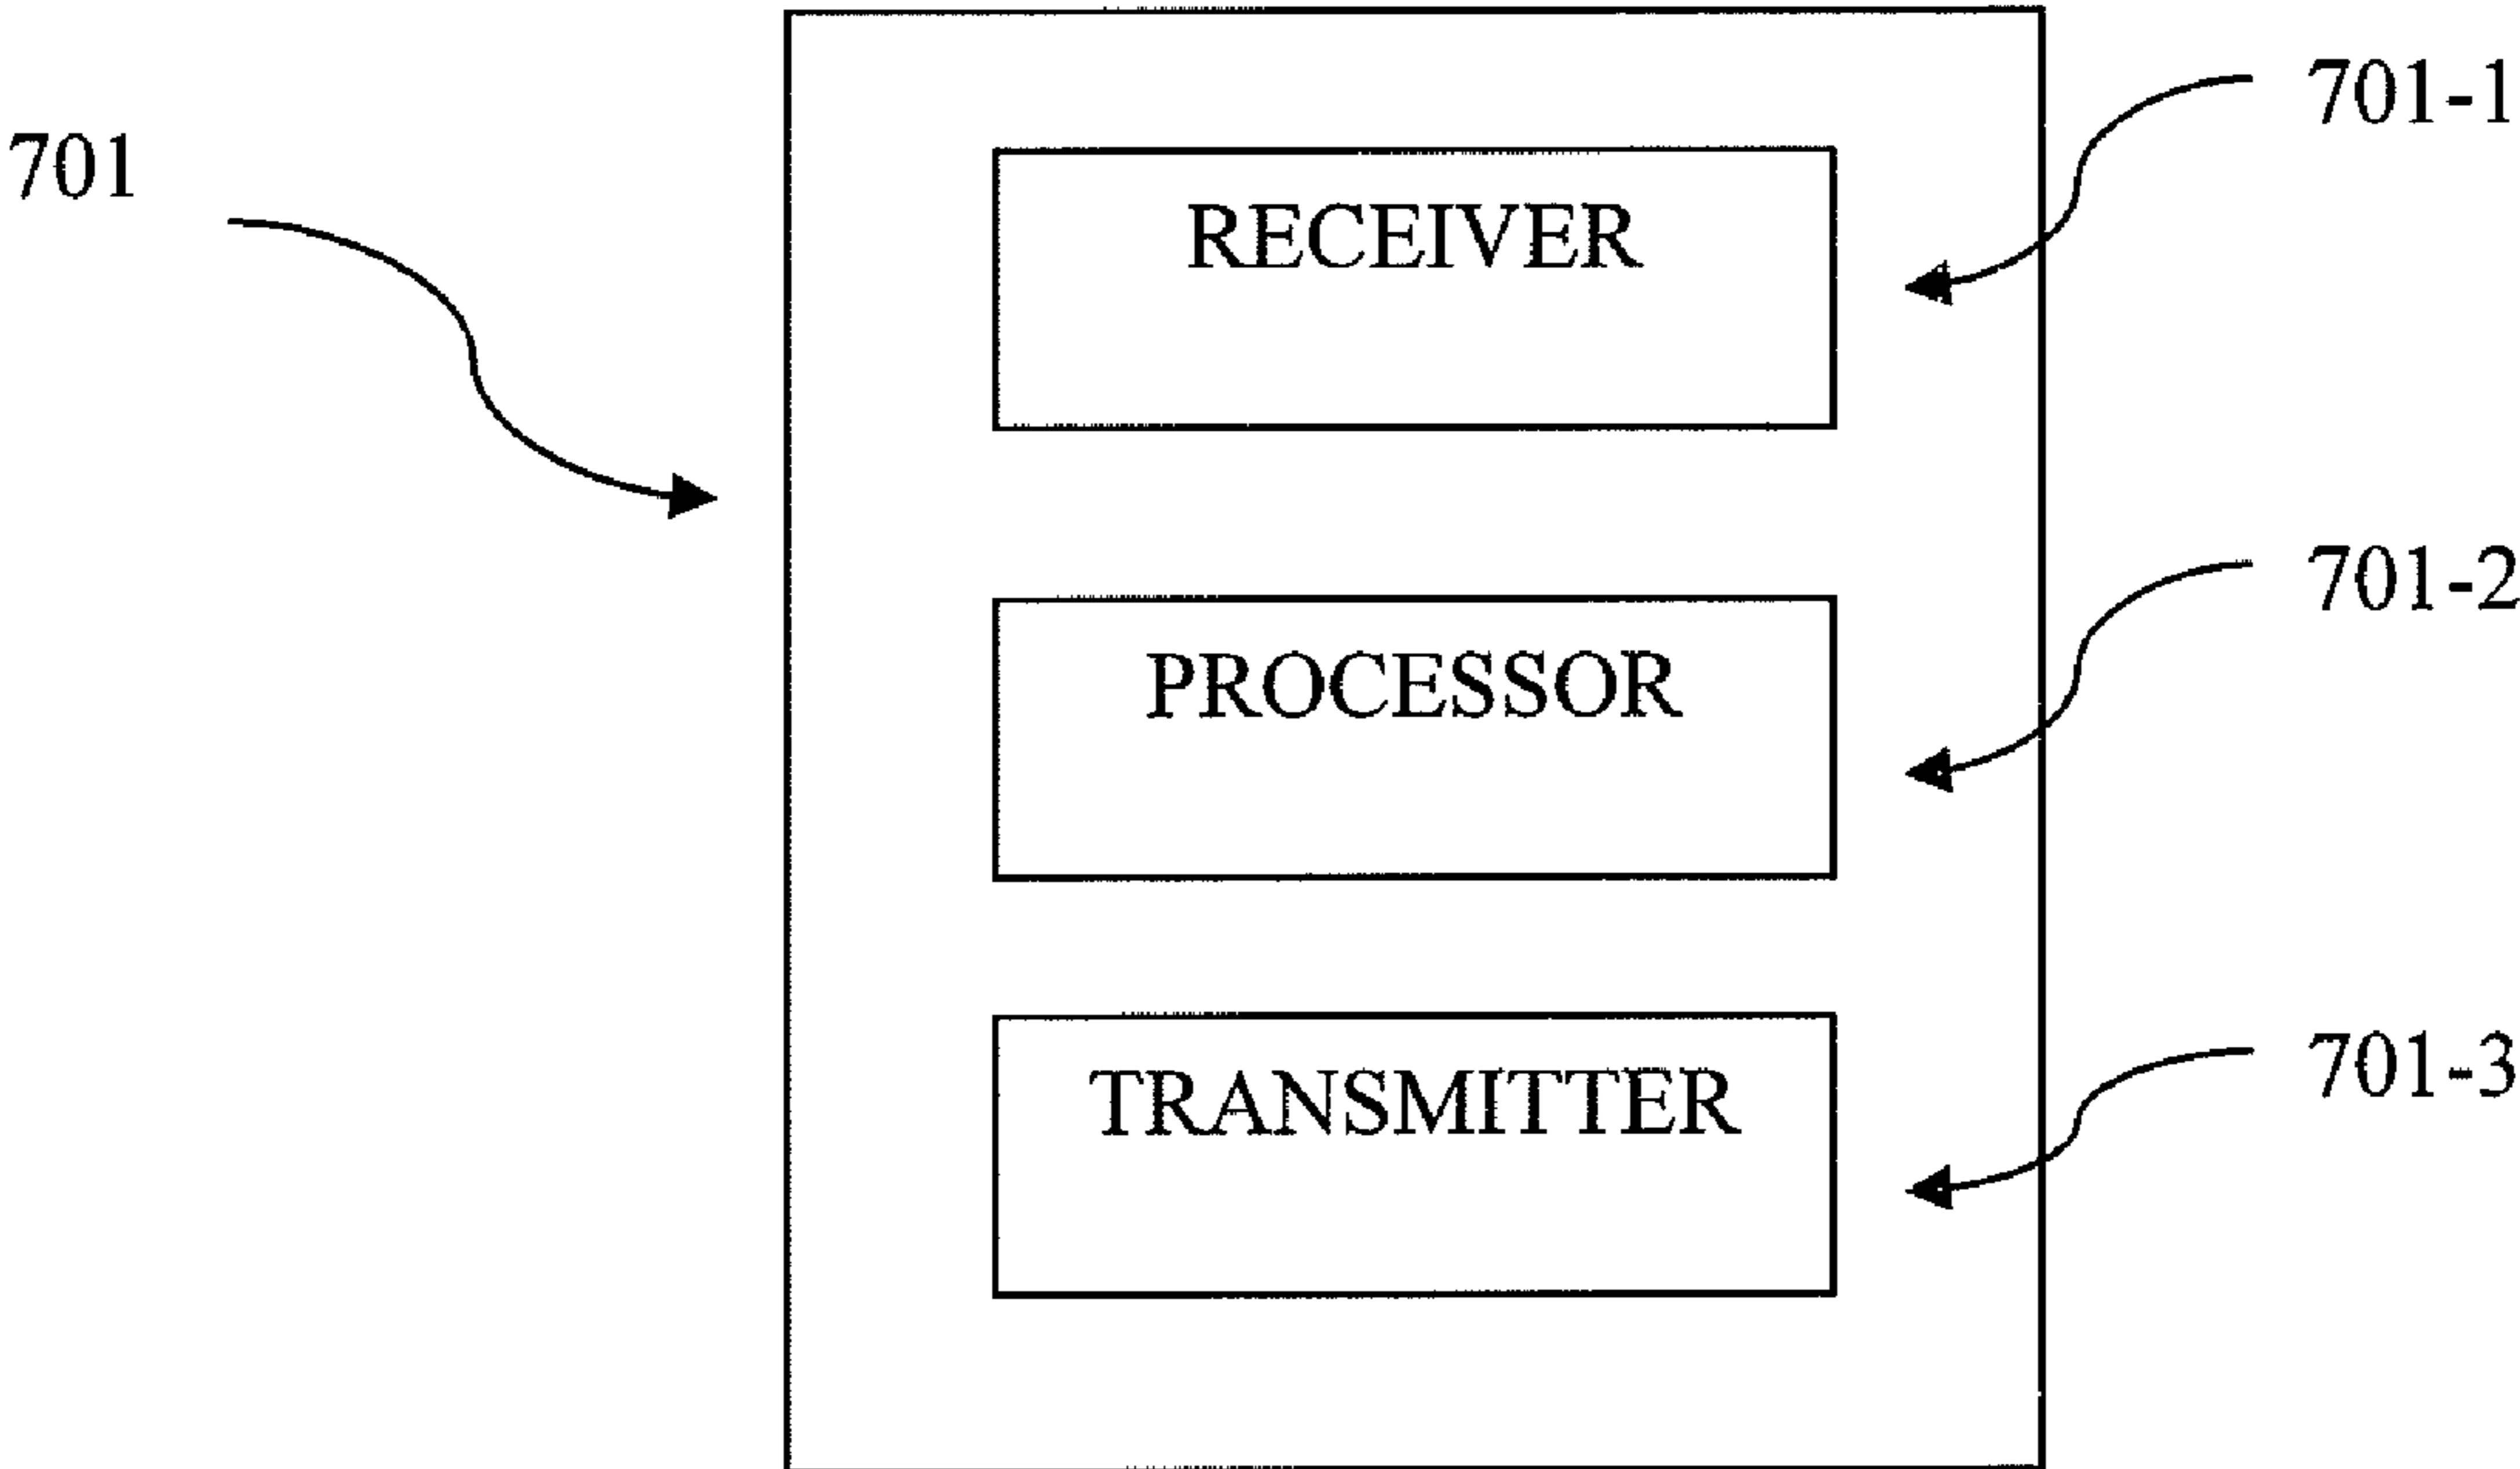 701-1
701
RECEIVER
701-2
PROCESSOR
701-3
TRANSMITTER